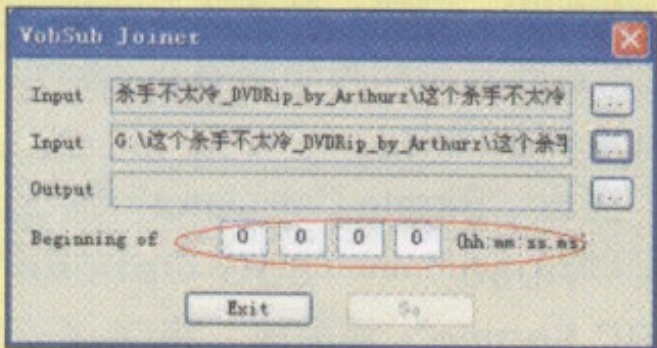 VobSub Joiner
Input 杀手不太冷_DVDRip_by_Arthurz\这个杀手不太冷 ...
Input G:\这个杀手不太冷_DVDRip_by_Arthurz\这个杀手 ...
Output ...
Beginning of 0 0 0 0 (hh:mm:ss.ms)
Exit Go